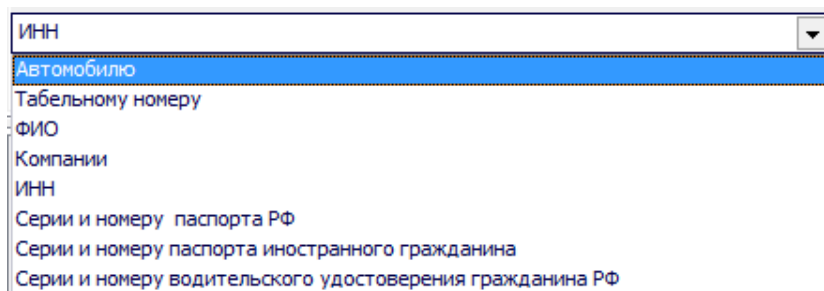 ИНН
Автомобилю
Табельному номеру
ФИО
Компании
ИНН
Серии и номеру паспорта РФ
Серии и номеру паспорта иностранного гражданина
Серии и номеру водительского удостоверения гражданина РФ